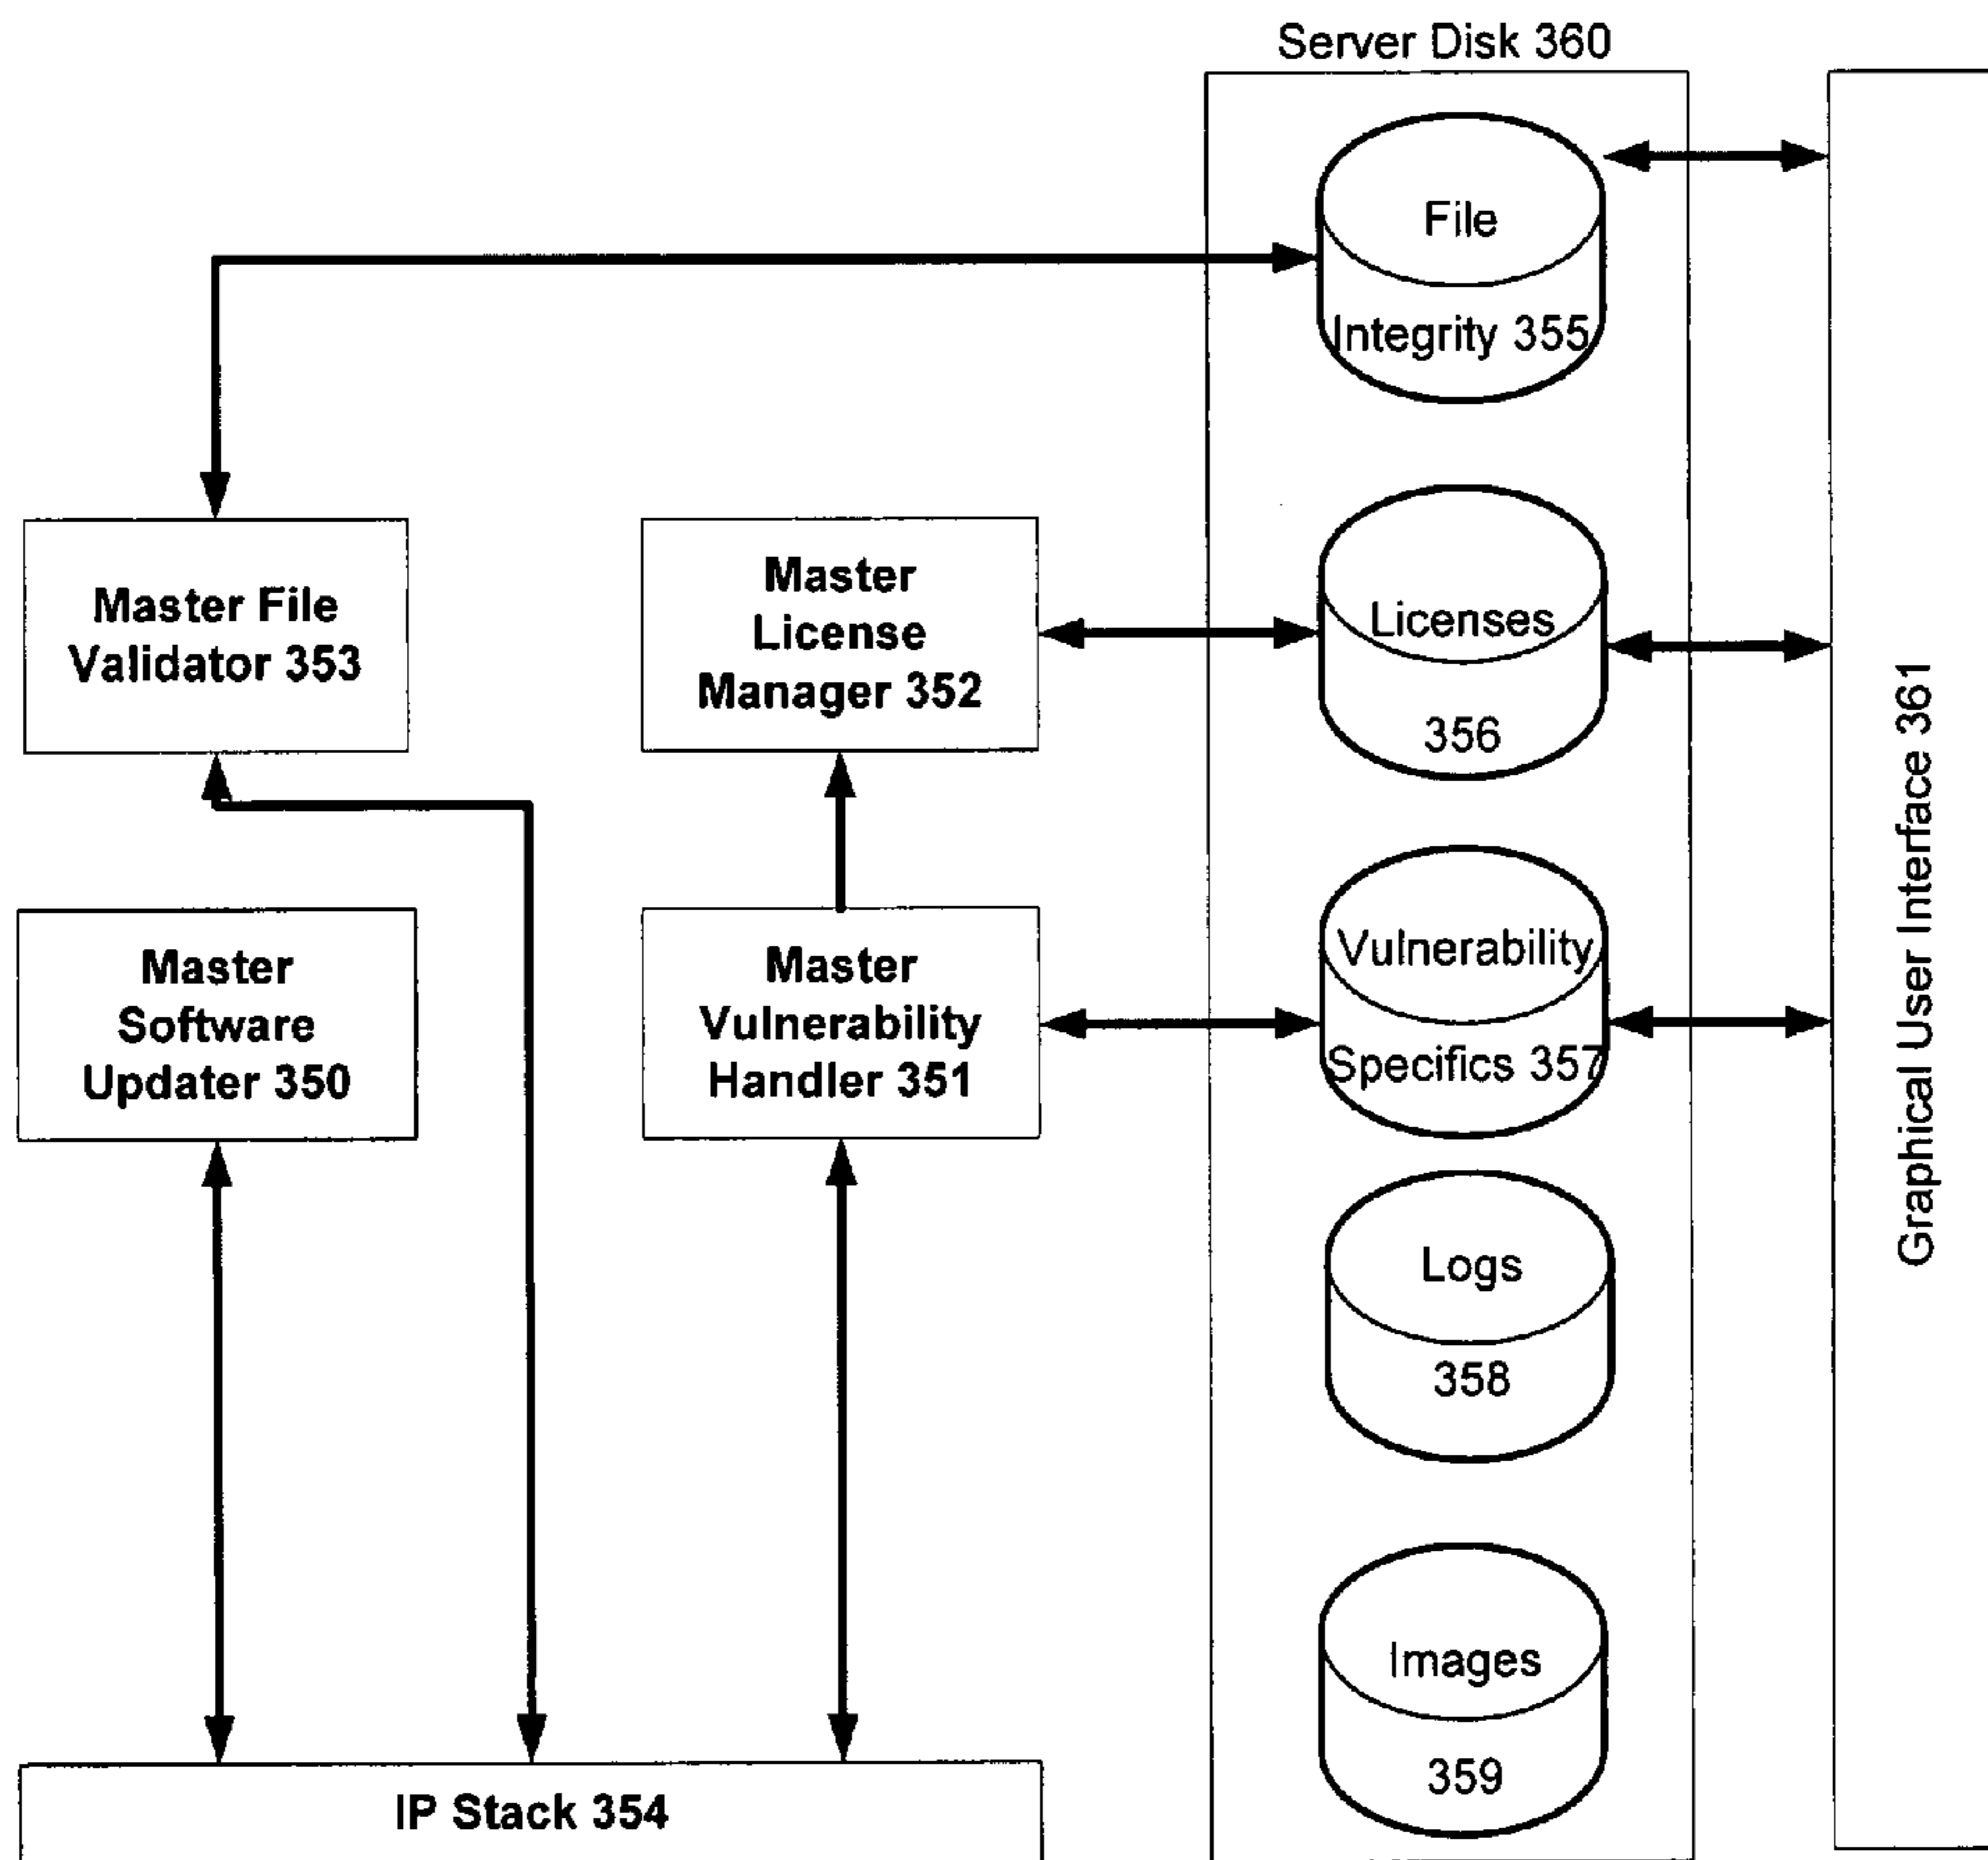 Server Disk 360
File
Integrity 355
Master File
Validator 353
Master
License
Manager 352
Licenses
356
Master
Software
Updater 350
Master
Vulnerability
Handler 351
Vulnerability
Specifics 357
Logs
358
Images
359
IP Stack 354
Graphical User Interface 361